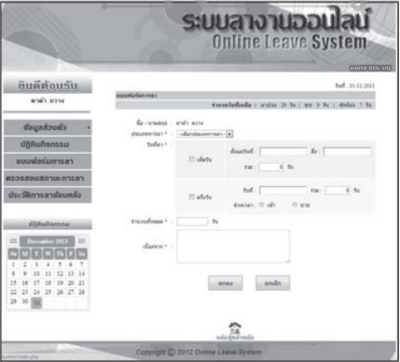 ระบบลางานออนไลน์
Online Leave System
ออกจากระบบ
ยินดีต้อนรับ
วันที่ : 31-12-2013
แบบฟอร์มการลา
จำนวนวันที่เหลือ : ลาป่วย 28 วัน | ลากิจ 9 วัน | พักร้อน 7 วัน
ข้อมูลส่วนตัว
ปฏิทินกิจกรรม
แบบฟอร์มการลา
ตรวจสอบสถานะการลา
ประวัติการลาย้อนหลัง
ชื่อ - นามสกุล :
ประเภทการลา * : --เลือกประเภทการลา--
วันที่ลา * :
เต็มวัน ตั้งแต่วันที่ : ถึง :
รวม : 0 วัน
ครึ่งวัน วันที่ : รวม : 0 วัน
ช่วงเวลา : เช้า บ่าย
จำนวนทั้งหมด * : วัน
เนื่องจาก * :
ตกลง ยกเลิก
ปฏิทินกิจกรรม
<< December 2013 >>
Su M T W Th F Sa
1 2 3 4 5 6 7
8 9 10 11 12 13 14
15 16 17 18 19 20 21
22 23 24 25 26 27 28
29 30 31
กลับสู่หน้าหลัก
Copyright © 2012 Online Leave System